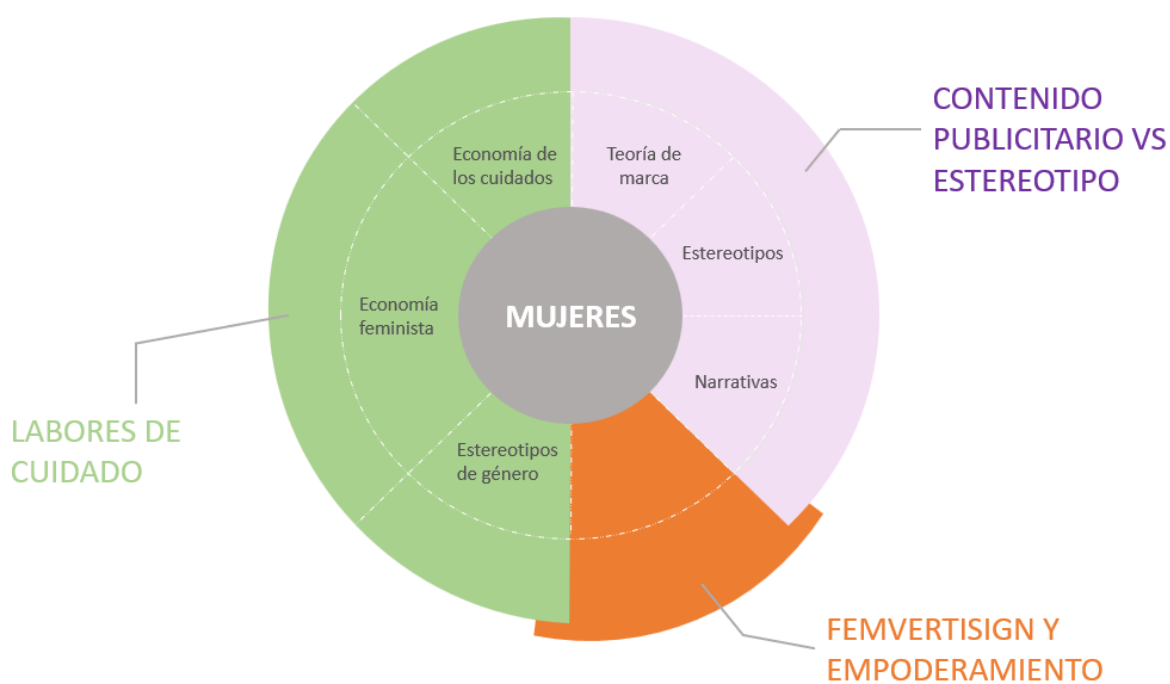 CONTENIDO
PUBLICITARIO VS
ESTEREOTIPO
Economía de
los cuidados
Teoría de
marca
Estereotipos
Economía
feminista
MUJERES
Narrativas
LABORES DE
CUIDADO
Estereotipos
de género
FEMVERTISIGN Y
EMPODERAMIENTO